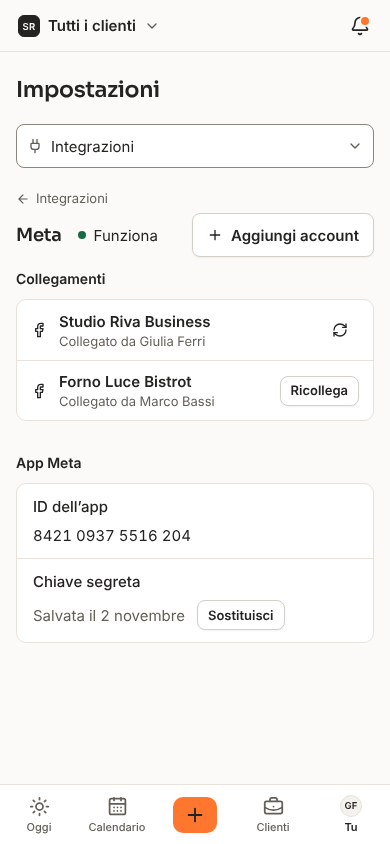 SR Tutti i clienti
Impostazioni
Integrazioni
Integrazioni
Meta Funziona Aggiungi account
Collegamenti
Studio Riva Business
Collegato da Giulia Ferri
Forno Luce Bistrot
Collegato da Marco Bassi
Ricollega
App Meta
ID dell’app
8421 0937 5516 204
Chiave segreta
Salvata il 2 novembre Sostituisci
Oggi Calendario Clienti GF Tu